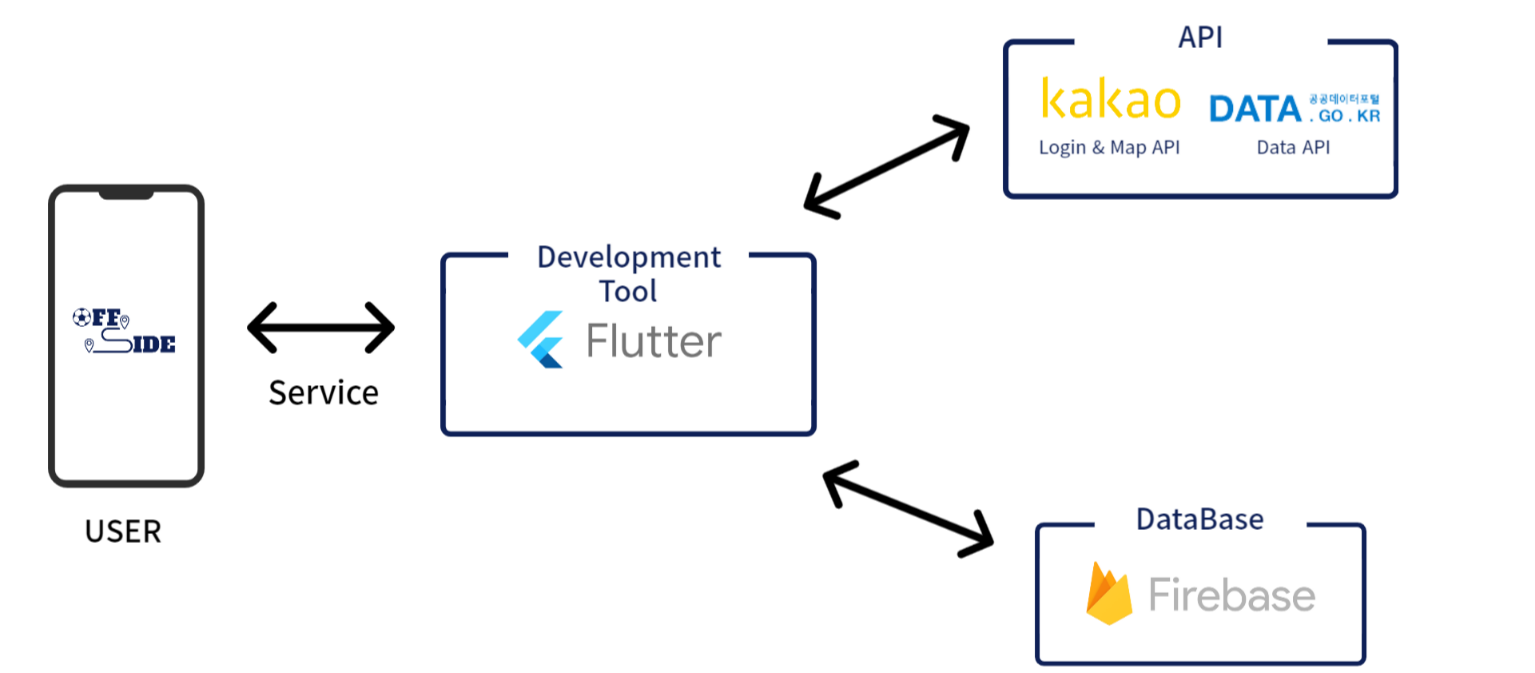 OFF
SIDE
USER
Service
Development
Tool
Flutter
API
kakao
Login & Map API
DATA 공공데이터포털
. GO . KR
Data API
DataBase
Firebase